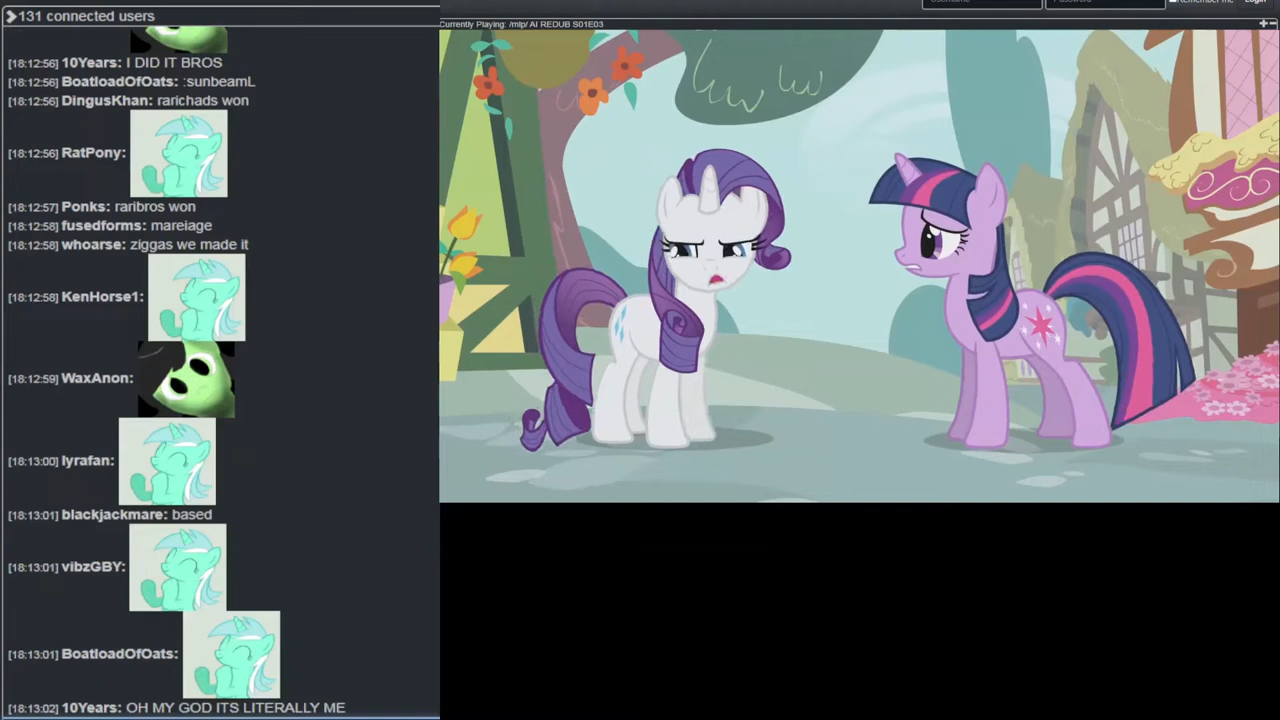 131 connected users
[18:12:56] 10Years: I DID IT BROS
[18:12:56] BoatloadOfOats: :sunbeamL
[18:12:56] DingusKhan: rarichads won
[18:12:56] RatPony:
[18:12:57] Ponks: raribros won
[18:12:58] fusedforms: mareiage
[18:12:58] whoarse: ziggas we made it
[18:12:58] KenHorse1:
[18:12:59] WaxAnon:
[18:13:00] lyrafan:
[18:13:01] blackjackmare: based
[18:13:01] vibzGBY:
[18:13:01] BoatloadOfOats:
[18:13:02] 10Years: OH MY GOD ITS LITERALLY ME
Currently Playing: /mlp/ AI REDUB S01E03